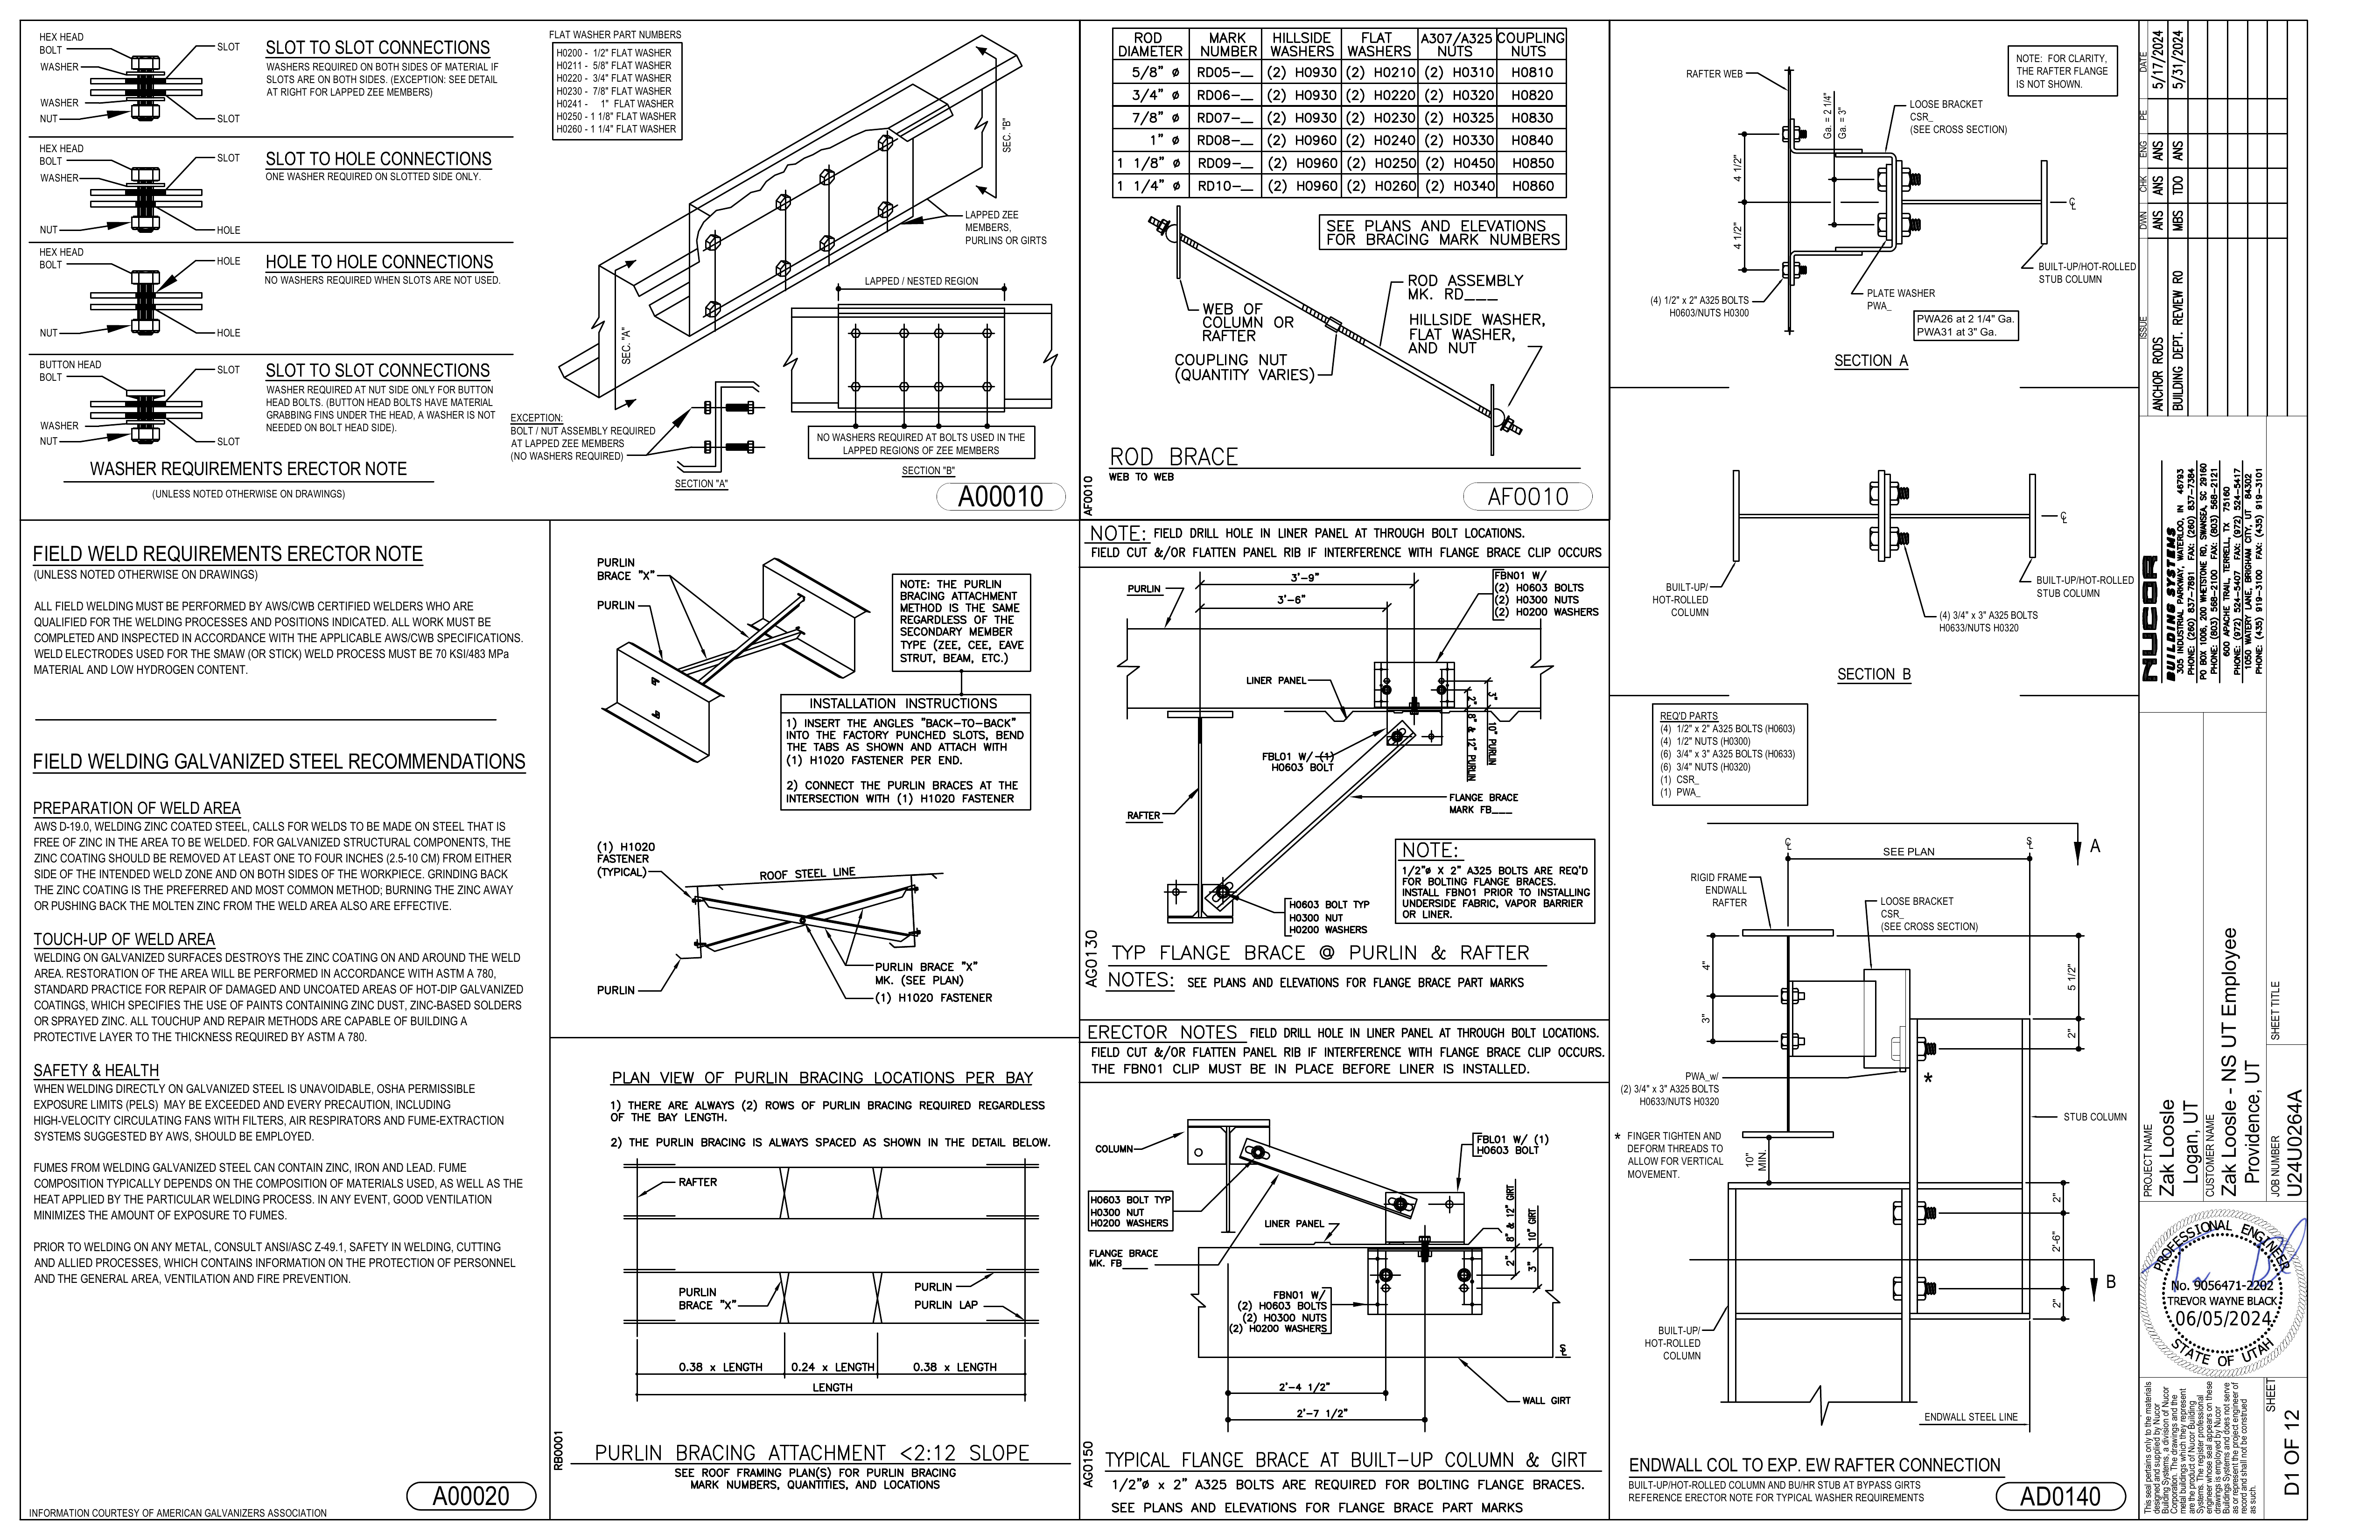 HEX HEAD
BOLT
SLOT
WASHER
WASHER
NUT
SLOT
SLOT TO SLOT CONNECTIONS
WASHERS REQUIRED ON BOTH SIDES OF MATERIAL IF
SLOTS ARE ON BOTH SIDES. (EXCEPTION: SEE DETAIL
AT RIGHT FOR LAPPED ZEE MEMBERS)
HEX HEAD
BOLT
SLOT
WASHER
NUT
HOLE
SLOT TO HOLE CONNECTIONS
ONE WASHER REQUIRED ON SLOTTED SIDE ONLY.
HEX HEAD
BOLT
HOLE
NUT
HOLE
HOLE TO HOLE CONNECTIONS
NO WASHERS REQUIRED WHEN SLOTS ARE NOT USED.
BUTTON HEAD
BOLT
SLOT
WASHER
NUT
SLOT
SLOT TO SLOT CONNECTIONS
WASHER REQUIRED AT NUT SIDE ONLY FOR BUTTON
HEAD BOLTS. (BUTTON HEAD BOLTS HAVE MATERIAL
GRABBING FINS UNDER THE HEAD, A WASHER IS NOT
NEEDED ON BOLT HEAD SIDE).
WASHER REQUIREMENTS ERECTOR NOTE
(UNLESS NOTED OTHERWISE ON DRAWINGS)
FLAT WASHER PART NUMBERS
H0200 - 1/2" FLAT WASHER
H0211 - 5/8" FLAT WASHER
H0220 - 3/4" FLAT WASHER
H0230 - 7/8" FLAT WASHER
H0241 - 1" FLAT WASHER
H0250 - 1 1/8" FLAT WASHER
H0260 - 1 1/4" FLAT WASHER
SEC. "B"
LAPPED ZEE
MEMBERS,
PURLINS OR GIRTS
SEC. "A"
LAPPED / NESTED REGION
EXCEPTION:
BOLT / NUT ASSEMBLY REQUIRED
AT LAPPED ZEE MEMBERS
(NO WASHERS REQUIRED)
SECTION "A"
NO WASHERS REQUIRED AT BOLTS USED IN THE
LAPPED REGIONS OF ZEE MEMBERS
SECTION "B"
A00010
ROD DIAMETER MARK NUMBER HILLSIDE WASHERS FLAT WASHERS A307/A325 NUTS COUPLING NUTS
5/8" ø RD05-__ (2) H0930 (2) H0210 (2) H0310 H0810
3/4" ø RD06-__ (2) H0930 (2) H0220 (2) H0320 H0820
7/8" ø RD07-__ (2) H0930 (2) H0230 (2) H0325 H0830
1" ø RD08-__ (2) H0960 (2) H0240 (2) H0330 H0840
1 1/8" ø RD09-__ (2) H0960 (2) H0250 (2) H0450 H0850
1 1/4" ø RD10-__ (2) H0960 (2) H0260 (2) H0340 H0860
SEE PLANS AND ELEVATIONS
FOR BRACING MARK NUMBERS
ROD ASSEMBLY
MK. RD___
WEB OF
COLUMN OR
RAFTER
HILLSIDE WASHER,
FLAT WASHER,
AND NUT
COUPLING NUT
(QUANTITY VARIES)
ROD BRACE
WEB TO WEB
AF0010
AF0010
NOTE: FOR CLARITY,
THE RAFTER FLANGE
IS NOT SHOWN.
RAFTER WEB
Ga. = 2 1/4"
Ga. = 3"
LOOSE BRACKET
CSR_
(SEE CROSS SECTION)
4 1/2"
4 1/2"
℄
BUILT-UP/HOT-ROLLED
STUB COLUMN
(4) 1/2" x 2" A325 BOLTS
H0603/NUTS H0300
PLATE WASHER
PWA_
PWA26 at 2 1/4" Ga.
PWA31 at 3" Ga.
SECTION A
℄
BUILT-UP/
HOT-ROLLED
COLUMN
BUILT-UP/HOT-ROLLED
STUB COLUMN
(4) 3/4" x 3" A325 BOLTS
H0633/NUTS H0320
SECTION B
REQ'D PARTS
(4) 1/2" x 2" A325 BOLTS (H0603)
(4) 1/2" NUTS (H0300)
(6) 3/4" x 3" A325 BOLTS (H0633)
(6) 3/4" NUTS (H0320)
(1) CSR_
(1) PWA_
℄
SEE PLAN
A
RIGID FRAME
ENDWALL
RAFTER
LOOSE BRACKET
CSR_
(SEE CROSS SECTION)
4"
3"
5 1/2"
2"
PWA_w/
(2) 3/4" x 3" A325 BOLTS
H0633/NUTS H0320
*
STUB COLUMN
* FINGER TIGHTEN AND
DEFORM THREADS TO
ALLOW FOR VERTICAL
MOVEMENT.
10"
MIN.
2"
2'-6"
B
2"
BUILT-UP/
HOT-ROLLED
COLUMN
ENDWALL STEEL LINE
ENDWALL COL TO EXP. EW RAFTER CONNECTION
BUILT-UP/HOT-ROLLED COLUMN AND BU/HR STUB AT BYPASS GIRTS
REFERENCE ERECTOR NOTE FOR TYPICAL WASHER REQUIREMENTS
AD0140
FIELD WELD REQUIREMENTS ERECTOR NOTE
(UNLESS NOTED OTHERWISE ON DRAWINGS)
ALL FIELD WELDING MUST BE PERFORMED BY AWS/CWB CERTIFIED WELDERS WHO ARE
QUALIFIED FOR THE WELDING PROCESSES AND POSITIONS INDICATED. ALL WORK MUST BE
COMPLETED AND INSPECTED IN ACCORDANCE WITH THE APPLICABLE AWS/CWB SPECIFICATIONS.
WELD ELECTRODES USED FOR THE SMAW (OR STICK) WELD PROCESS MUST BE 70 KSI/483 MPa
MATERIAL AND LOW HYDROGEN CONTENT.
FIELD WELDING GALVANIZED STEEL RECOMMENDATIONS
PREPARATION OF WELD AREA
AWS D-19.0, WELDING ZINC COATED STEEL, CALLS FOR WELDS TO BE MADE ON STEEL THAT IS
FREE OF ZINC IN THE AREA TO BE WELDED. FOR GALVANIZED STRUCTURAL COMPONENTS, THE
ZINC COATING SHOULD BE REMOVED AT LEAST ONE TO FOUR INCHES (2.5-10 CM) FROM EITHER
SIDE OF THE INTENDED WELD ZONE AND ON BOTH SIDES OF THE WORKPIECE. GRINDING BACK
THE ZINC COATING IS THE PREFERRED AND MOST COMMON METHOD; BURNING THE ZINC AWAY
OR PUSHING BACK THE MOLTEN ZINC FROM THE WELD AREA ALSO ARE EFFECTIVE.
TOUCH-UP OF WELD AREA
WELDING ON GALVANIZED SURFACES DESTROYS THE ZINC COATING ON AND AROUND THE WELD
AREA. RESTORATION OF THE AREA WILL BE PERFORMED IN ACCORDANCE WITH ASTM A 780,
STANDARD PRACTICE FOR REPAIR OF DAMAGED AND UNCOATED AREAS OF HOT-DIP GALVANIZED
COATINGS, WHICH SPECIFIES THE USE OF PAINTS CONTAINING ZINC DUST, ZINC-BASED SOLDERS
OR SPRAYED ZINC. ALL TOUCHUP AND REPAIR METHODS ARE CAPABLE OF BUILDING A
PROTECTIVE LAYER TO THE THICKNESS REQUIRED BY ASTM A 780.
SAFETY & HEALTH
WHEN WELDING DIRECTLY ON GALVANIZED STEEL IS UNAVOIDABLE, OSHA PERMISSIBLE
EXPOSURE LIMITS (PELS) MAY BE EXCEEDED AND EVERY PRECAUTION, INCLUDING
HIGH-VELOCITY CIRCULATING FANS WITH FILTERS, AIR RESPIRATORS AND FUME-EXTRACTION
SYSTEMS SUGGESTED BY AWS, SHOULD BE EMPLOYED.
FUMES FROM WELDING GALVANIZED STEEL CAN CONTAIN ZINC, IRON AND LEAD. FUME
COMPOSITION TYPICALLY DEPENDS ON THE COMPOSITION OF MATERIALS USED, AS WELL AS THE
HEAT APPLIED BY THE PARTICULAR WELDING PROCESS. IN ANY EVENT, GOOD VENTILATION
MINIMIZES THE AMOUNT OF EXPOSURE TO FUMES.
PRIOR TO WELDING ON ANY METAL, CONSULT ANSI/ASC Z-49.1, SAFETY IN WELDING, CUTTING
AND ALLIED PROCESSES, WHICH CONTAINS INFORMATION ON THE PROTECTION OF PERSONNEL
AND THE GENERAL AREA, VENTILATION AND FIRE PREVENTION.
A00020
INFORMATION COURTESY OF AMERICAN GALVANIZERS ASSOCIATION
PURLIN
BRACE "X"
PURLIN
NOTE: THE PURLIN
BRACING ATTACHMENT
METHOD IS THE SAME
REGARDLESS OF THE
SECONDARY MEMBER
TYPE (ZEE, CEE, EAVE
STRUT, BEAM, ETC.)
INSTALLATION INSTRUCTIONS
1) INSERT THE ANGLES "BACK-TO-BACK"
INTO THE FACTORY PUNCHED SLOTS, BEND
THE TABS AS SHOWN AND ATTACH WITH
(1) H1020 FASTENER PER END.
2) CONNECT THE PURLIN BRACES AT THE
INTERSECTION WITH (1) H1020 FASTENER
(1) H1020
FASTENER
(TYPICAL)
ROOF STEEL LINE
PURLIN
PURLIN BRACE "X"
MK. (SEE PLAN)
(1) H1020 FASTENER
PLAN VIEW OF PURLIN BRACING LOCATIONS PER BAY
1) THERE ARE ALWAYS (2) ROWS OF PURLIN BRACING REQUIRED REGARDLESS
OF THE BAY LENGTH.
2) THE PURLIN BRACING IS ALWAYS SPACED AS SHOWN IN THE DETAIL BELOW.
RAFTER
PURLIN
BRACE "X"
PURLIN
PURLIN LAP
0.38 x LENGTH
0.24 x LENGTH
0.38 x LENGTH
LENGTH
RB0001
PURLIN BRACING ATTACHMENT <2:12 SLOPE
SEE ROOF FRAMING PLAN(S) FOR PURLIN BRACING
MARK NUMBERS, QUANTITIES, AND LOCATIONS
NOTE: FIELD DRILL HOLE IN LINER PANEL AT THROUGH BOLT LOCATIONS.
FIELD CUT &/OR FLATTEN PANEL RIB IF INTERFERENCE WITH FLANGE BRACE CLIP OCCURS
PURLIN
3'-9"
3'-6"
FBN01 W/
(2) H0603 BOLTS
(2) H0300 NUTS
(2) H0200 WASHERS
LINER PANEL
2" 8" & 12" PURLIN
3" 10" PURLIN
FBL01 W/ (1)
H0603 BOLT
RAFTER
FLANGE BRACE
MARK FB___
H0603 BOLT TYP
H0300 NUT
H0200 WASHERS
NOTE:
1/2"ø X 2" A325 BOLTS ARE REQ'D
FOR BOLTING FLANGE BRACES.
INSTALL FBN01 PRIOR TO INSTALLING
UNDERSIDE FABRIC, VAPOR BARRIER
OR LINER.
AG0130
TYP FLANGE BRACE @ PURLIN & RAFTER
NOTES: SEE PLANS AND ELEVATIONS FOR FLANGE BRACE PART MARKS
ERECTOR NOTES FIELD DRILL HOLE IN LINER PANEL AT THROUGH BOLT LOCATIONS.
FIELD CUT &/OR FLATTEN PANEL RIB IF INTERFERENCE WITH FLANGE BRACE CLIP OCCURS.
THE FBN01 CLIP MUST BE IN PLACE BEFORE LINER IS INSTALLED.
COLUMN
FBL01 W/ (1)
H0603 BOLT
H0603 BOLT TYP
H0300 NUT
H0200 WASHERS
LINER PANEL
FLANGE BRACE
MK. FB____
2" 8" & 12" GIRT
3" 10" GIRT
FBN01 W/
(2) H0603 BOLTS
(2) H0300 NUTS
(2) H0200 WASHERS
2'-4 1/2"
2'-7 1/2"
WALL GIRT
AG0150
TYPICAL FLANGE BRACE AT BUILT-UP COLUMN & GIRT
1/2"ø x 2" A325 BOLTS ARE REQUIRED FOR BOLTING FLANGE BRACES.
SEE PLANS AND ELEVATIONS FOR FLANGE BRACE PART MARKS
ISSUE DWN CHK ENG PE DATE
ANCHOR RODS ANS ANS ANS 5/17/2024
BUILDING DEPT. REVIEW R0 MBS TDO ANS 5/31/2024
NUCOR
BUILDING SYSTEMS
305 INDUSTRIAL PARKWAY, WATERLOO, IN 46793
PHONE: (260) 837-7891 FAX: (260) 837-7384
PO BOX 1006, 200 WHETSTONE RD, SWANSEA, SC 29160
PHONE: (803) 568-2100 FAX: (803) 568-2121
600 APACHE TRAIL, TERRELL, TX 75160
PHONE: (972) 524-5407 FAX: (972) 524-5417
1050 WATERY LANE, BRIGHAM CITY, UT 84302
PHONE: (435) 919-3100 FAX: (435) 919-3101
PROJECT NAME
Zak Loosle
Logan, UT
CUSTOMER NAME
Zak Loosle - NS UT Employee
Providence, UT
SHEET TITLE
JOB NUMBER
U24U0264A
PROFESSIONAL ENGINEER
No. 9056471-2202
TREVOR WAYNE BLACK
06/05/2024
STATE OF UTAH
This seal pertains only to the materials
designed and supplied by Nucor
Building Systems, a division of Nucor
Corporation. The drawings and the
metal buildings which they represent
are the product of Nucor Building
Systems. The register professional
engineer whose seal appears on these
drawings is employed by Nucor
Buildings Systems and does not serve
as or represent the project engineer of
record and shall not be construed
as such.
SHEET
D1 OF 12